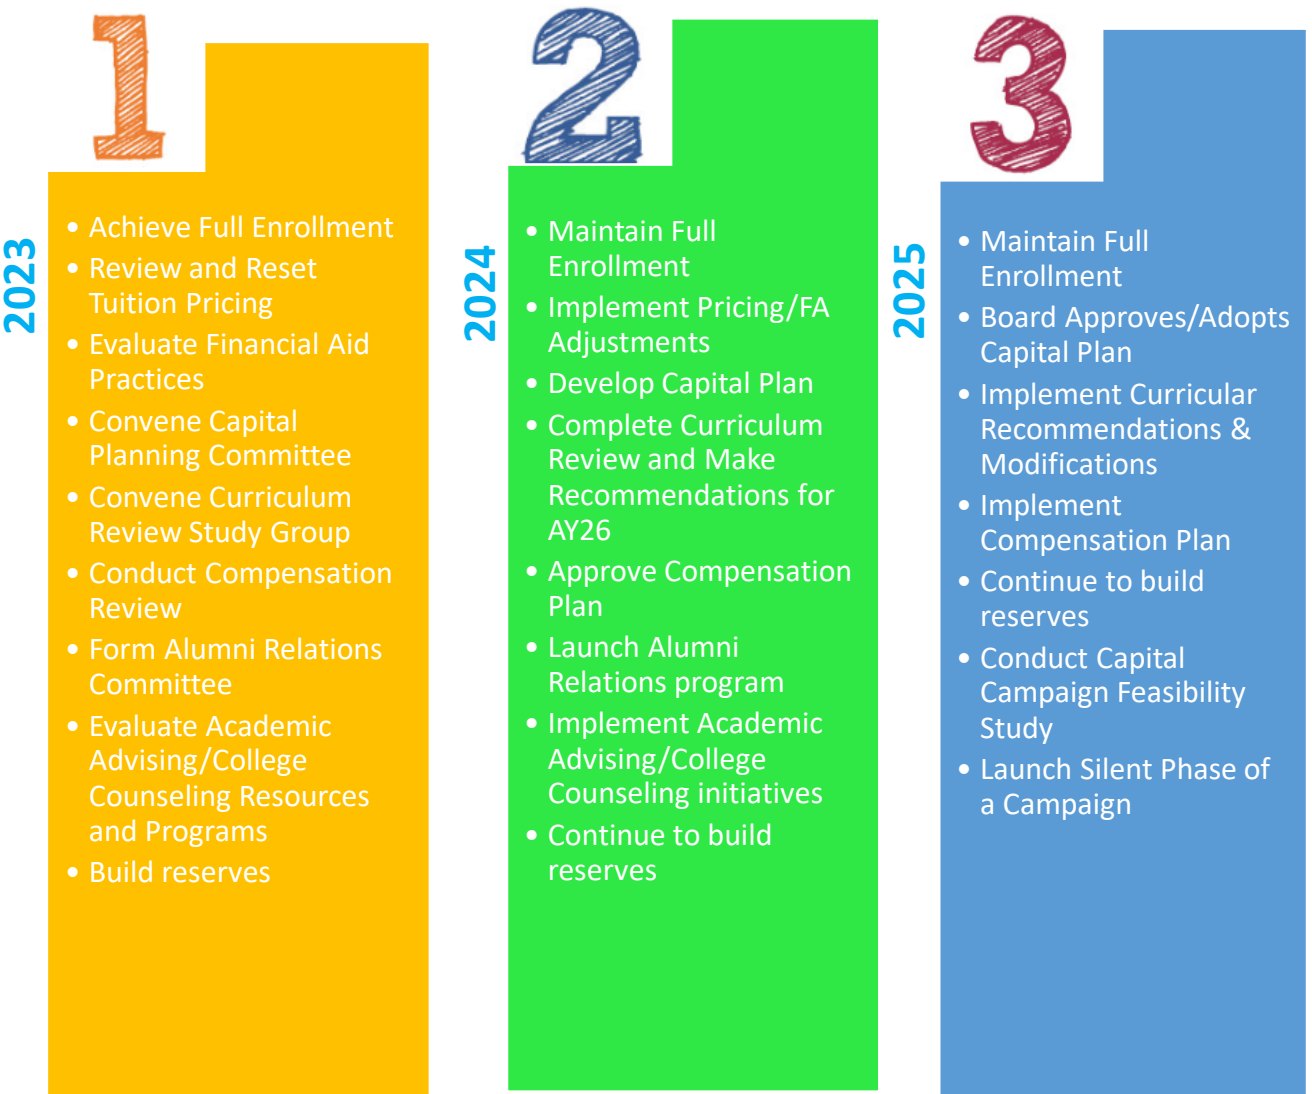 1
2023
• Achieve Full Enrollment
• Review and Reset
Tuition Pricing
• Evaluate Financial Aid
Practices
• Convene Capital
Planning Committee
• Convene Curriculum
Review Study Group
• Conduct Compensation
Review
• Form Alumni Relations
Committee
• Evaluate Academic
Advising/College
Counseling Resources
and Programs
• Build reserves
2
2024
• Maintain Full
Enrollment
• Implement Pricing/FA
Adjustments
• Develop Capital Plan
• Complete Curriculum
Review and Make
Recommendations for
AY26
• Approve Compensation
Plan
• Launch Alumni
Relations program
• Implement Academic
Advising/College
Counseling initiatives
• Continue to build
reserves
3
2025
• Maintain Full
Enrollment
• Board Approves/Adopts
Capital Plan
• Implement Curricular
Recommendations &
Modifications
• Implement
Compensation Plan
• Continue to build
reserves
• Conduct Capital
Campaign Feasibility
Study
• Launch Silent Phase of
a Campaign